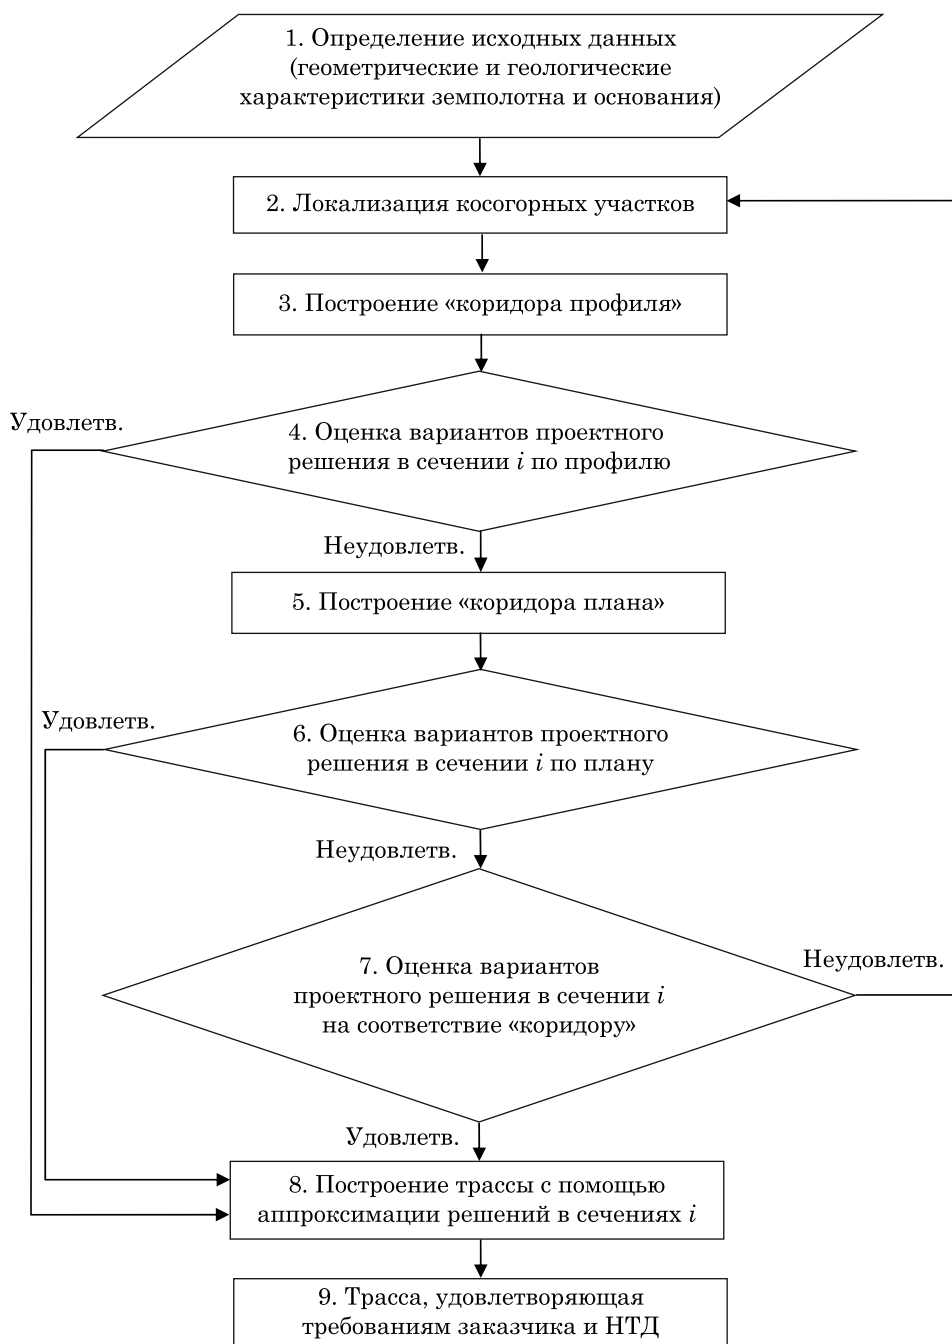 1. Определение исходных данных
(геометрические и геологические
характеристики земполотна и основания)
2. Локализация косогорных участков
3. Построение «коридора профиля»
Удовлетв.
4. Оценка вариантов проектного
решения в сечении i по профилю
Неудовлетв.
5. Построение «коридора плана»
Удовлетв.
6. Оценка вариантов проектного
решения в сечении i по плану
Неудовлетв.
Неудовлетв.
7. Оценка вариантов
проектного решения в сечении i
на соответствие «коридору»
Удовлетв.
8. Построение трассы с помощью
аппроксимации решений в сечениях i
9. Трасса, удовлетворяющая
требованиям заказчика и НТД